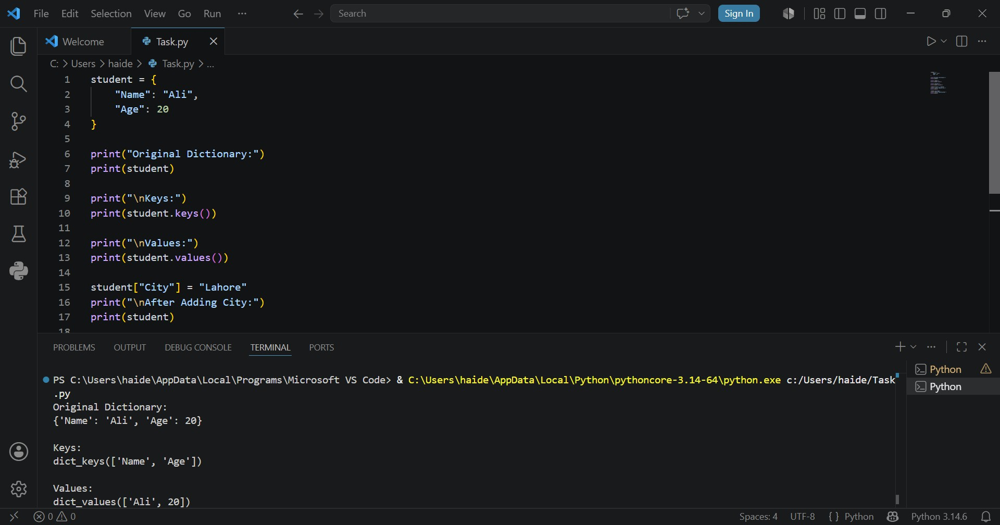 File Edit Selection View Go Run ··· Search Sign In
Welcome Task.py
C: > Users > haide > Task.py > ...
1 student = {
2     "Name": "Ali",
3     "Age": 20
4 }
5
6 print("Original Dictionary:")
7 print(student)
8
9 print("\nKeys:")
10 print(student.keys())
11
12 print("\nValues:")
13 print(student.values())
14
15 student["City"] = "Lahore"
16 print("\nAfter Adding City:")
17 print(student)
18
PROBLEMS OUTPUT DEBUG CONSOLE TERMINAL PORTS
PS C:\Users\haide\AppData\Local\Programs\Microsoft VS Code> & C:\Users\haide\AppData\Local\Python\pythoncore-3.14-64\python.exe c:/Users/haide/Task
.py
Original Dictionary:
{'Name': 'Ali', 'Age': 20}

Keys:
dict_keys(['Name', 'Age'])

Values:
dict_values(['Ali', 20])
Python
Python
0 0 Spaces: 4 UTF-8 { } Python Python 3.14.6